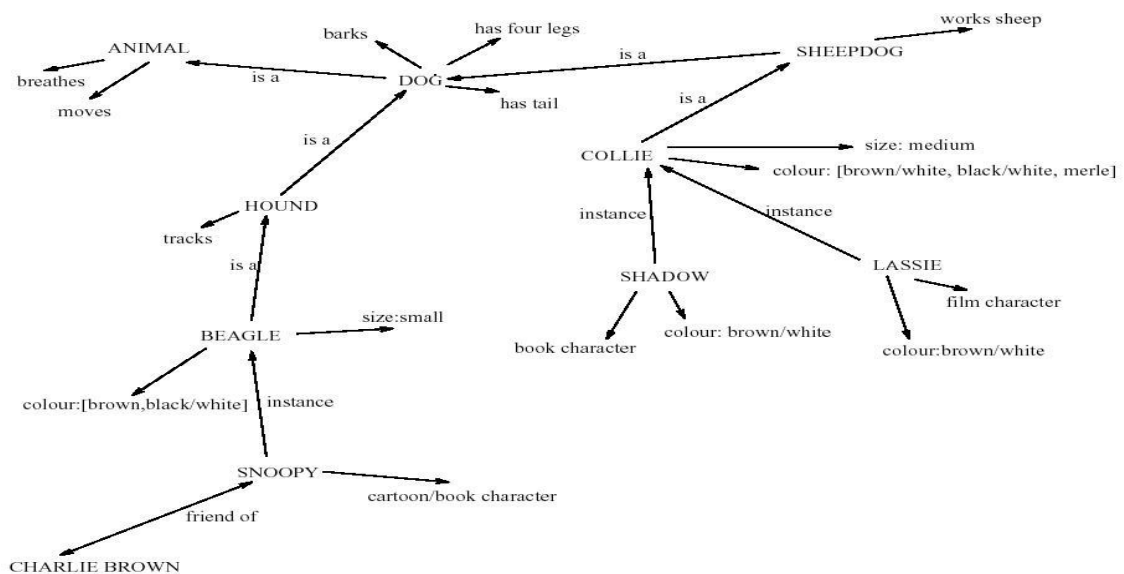 works sheep
has four legs
barks
ANIMAL
SHEEPDOG
is a
breathes
is a
DOG
has tail
moves
is a
is a
size: medium
COLLIE
colour: [brown/white, black/white, merle]
HOUND
instance
instance
tracks
is a
LASSIE
SHADOW
film character
size:small
colour: brown/white
BEAGLE
book character
colour:brown/white
colour:[brown,black/white]
instance
SNOOPY
cartoon/book character
friend of
CHARLIE BROWN